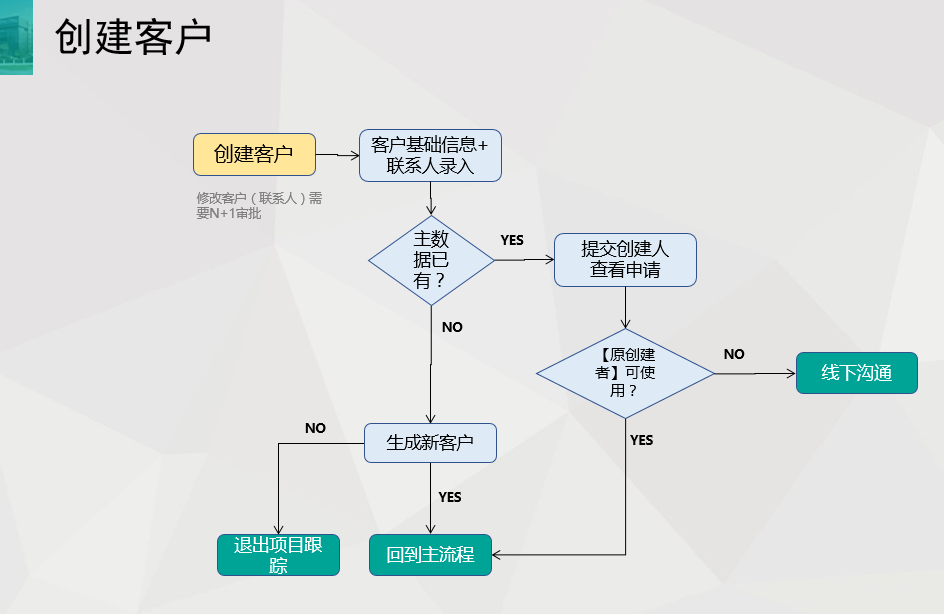 创建客户
创建客户
客户基础信息+
联系人录入
修改客户（联系人）需
要N+1审批
主数
据已
有？
YES
提交创建人
查看申请
NO
【原创建
者】可使
用？
NO
线下沟通
NO
生成新客户
YES
YES
退出项目跟
踪
回到主流程